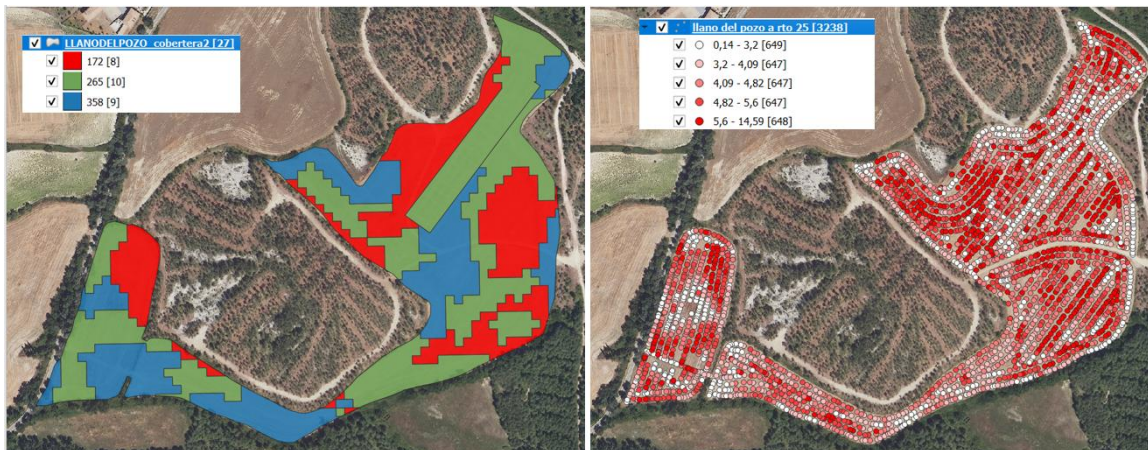 LLANODELPOZO cobertera2 [27]
172 [8]
265 [10]
358 [9]
llano del pozo a rto 25 [3238]
0,14 - 3,2 [649]
3,2 - 4,09 [647]
4,09 - 4,82 [647]
4,82 - 5,6 [647]
5,6 - 14,59 [648]